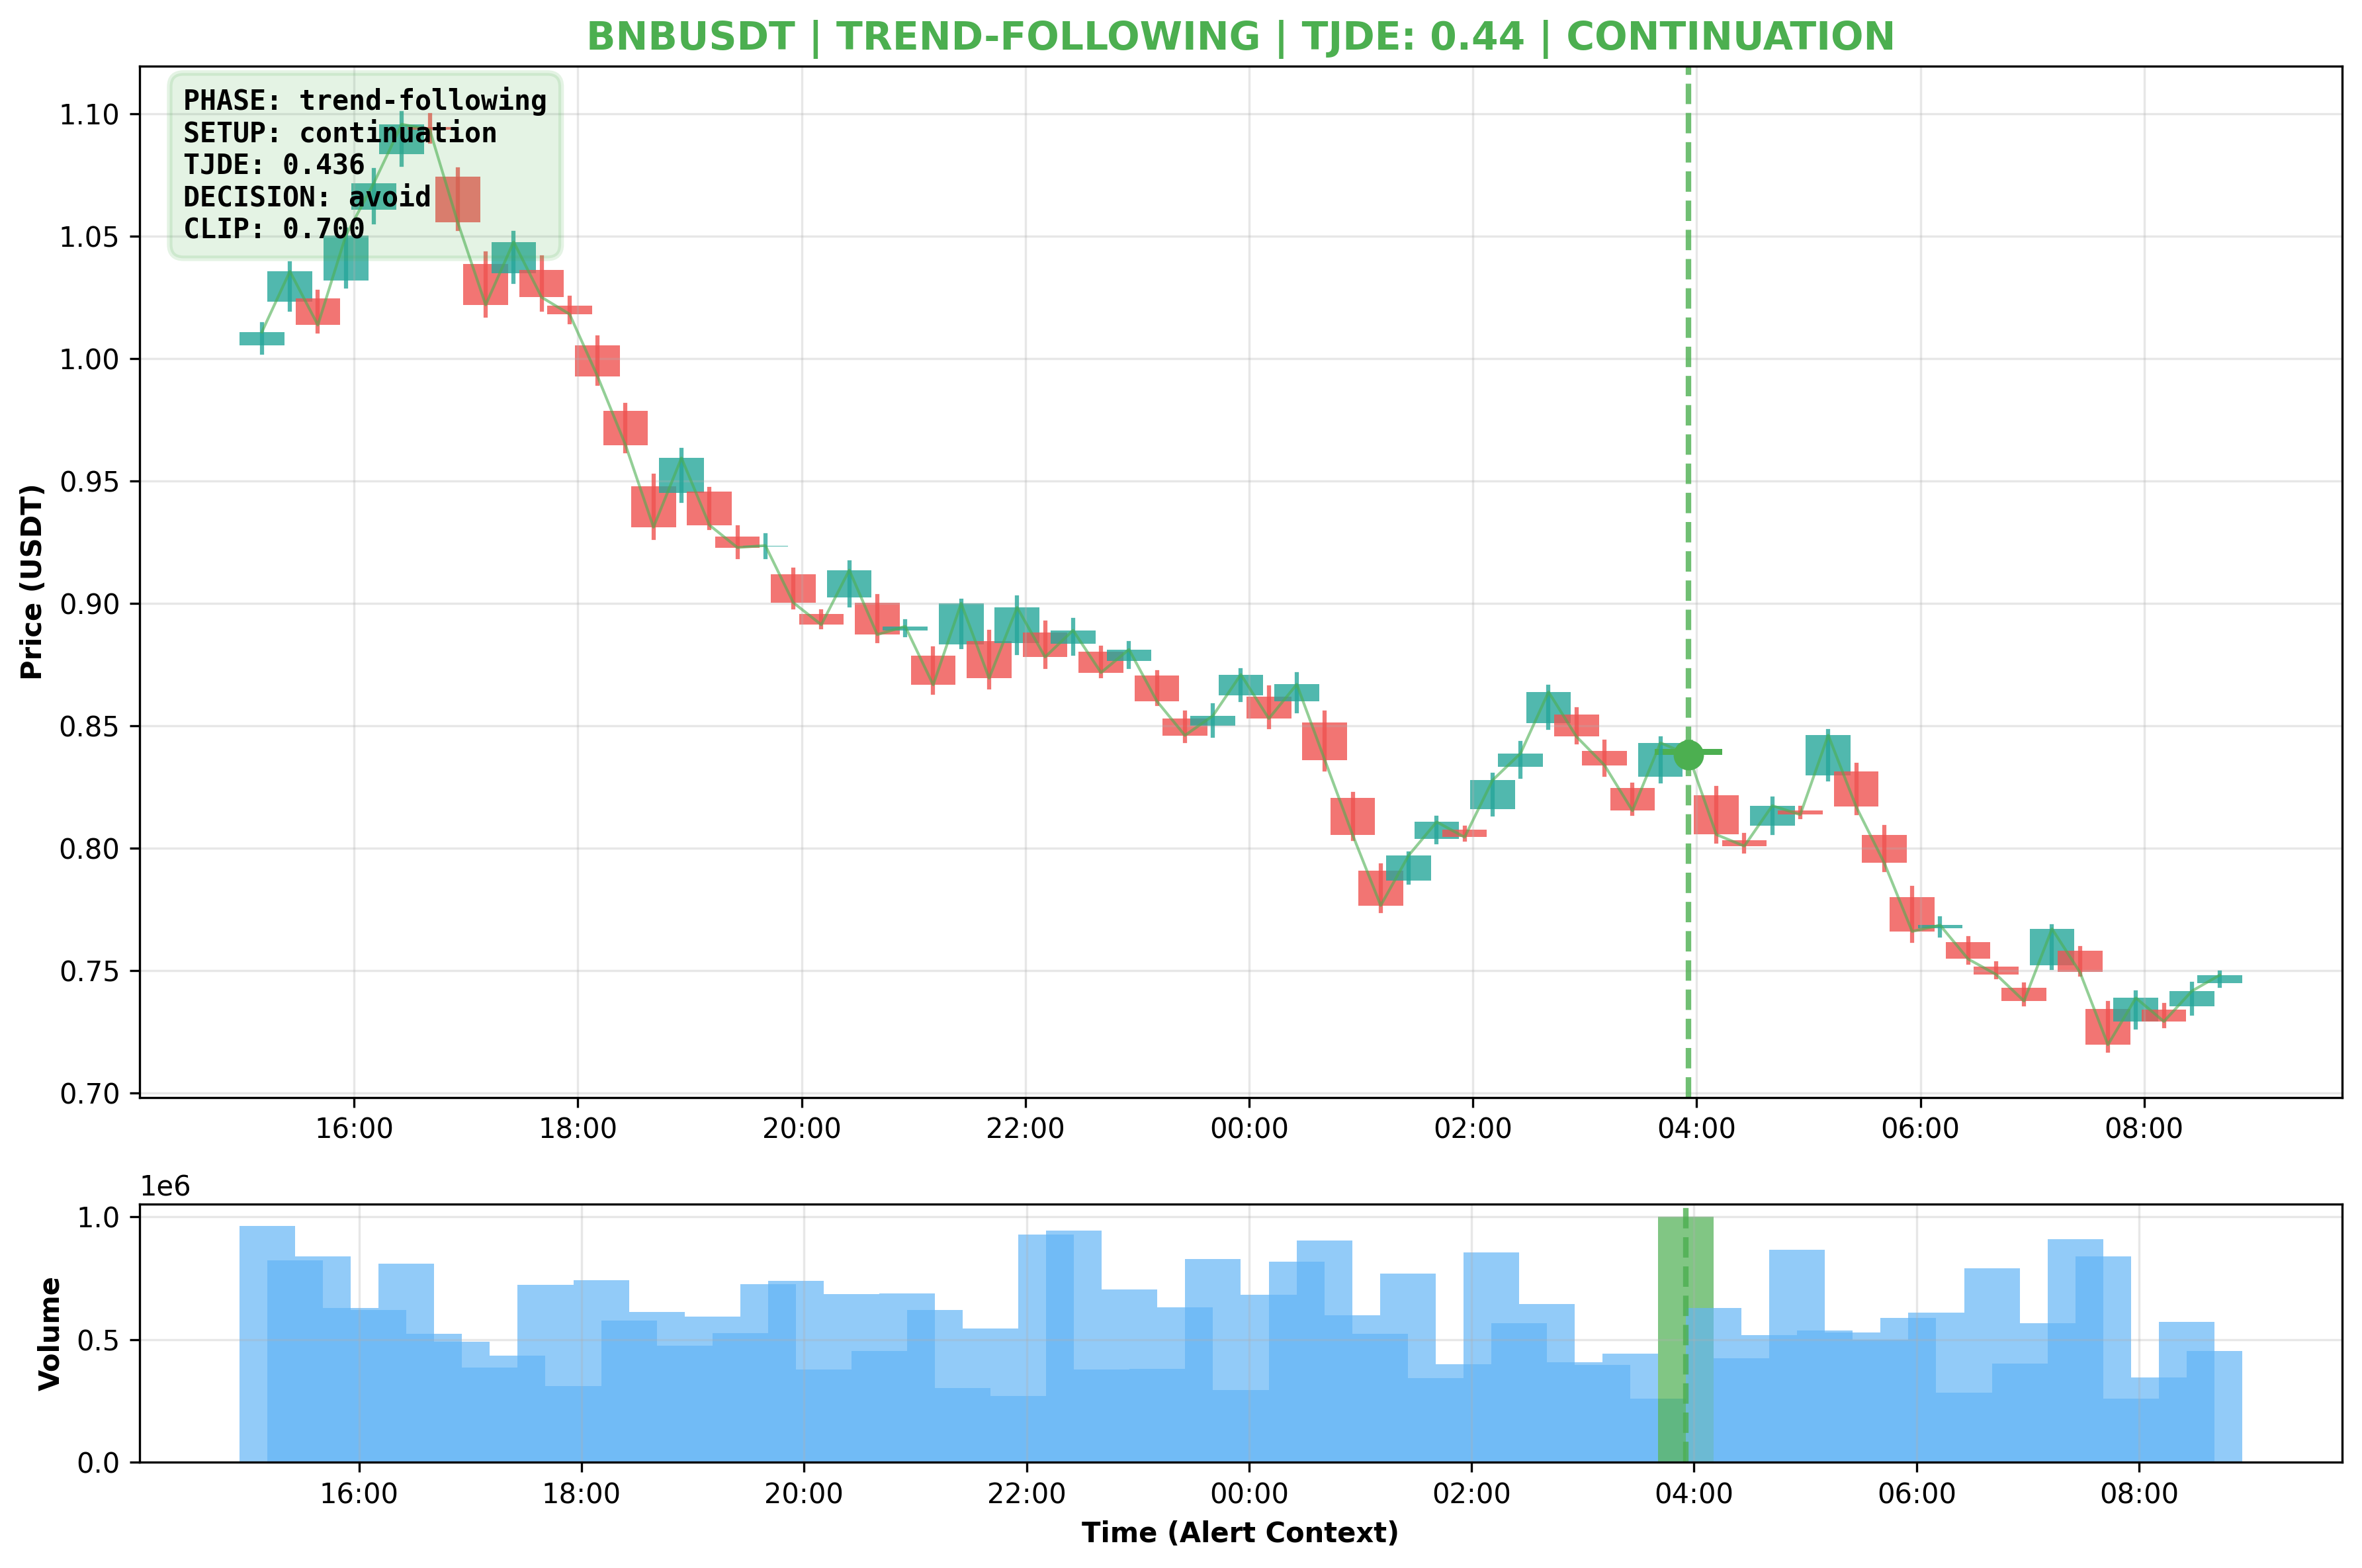 BNBUSDT | TREND-FOLLOWING | TJDE: 0.44 | CONTINUATION
PHASE: trend-following
SETUP: continuation
TJDE: 0.436
DECISION: avoid
CLIP: 0.700
Price (USDT)
1.10
1.05
1.00
0.95
0.90
0.85
0.80
0.75
0.70
16:00 18:00 20:00 22:00 00:00 02:00 04:00 06:00 08:00
1e6
Volume
1.0
0.5
0.0
16:00 18:00 20:00 22:00 00:00 02:00 04:00 06:00 08:00
Time (Alert Context)